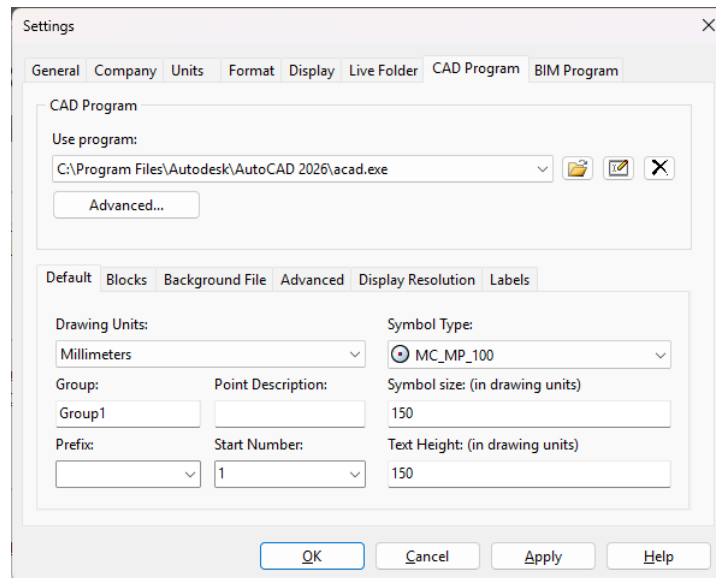 Settings
General Company Units Format Display Live Folder CAD Program BIM Program
CAD Program
Use program:
C:\Program Files\Autodesk\AutoCAD 2026\acad.exe
Advanced...
Default Blocks Background File Advanced Display Resolution Labels
Drawing Units: Symbol Type:
Millimeters MC_MP_100
Group: Point Description: Symbol size: (in drawing units)
Group1 150
Prefix: Start Number: Text Height: (in drawing units)
1 150
OK Cancel Apply Help